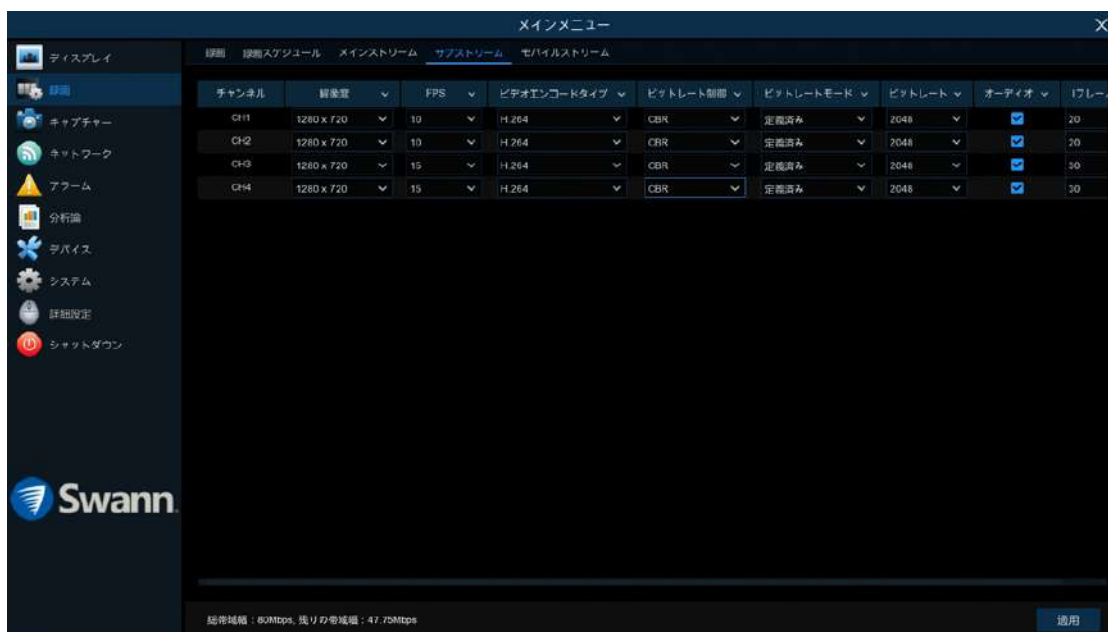 メインメニュー X
ディスプレイ
録画
キャプチャー
ネットワーク
アラーム
分析論
デバイス
システム
詳細設定
シャットダウン
Swann
録画 録画スケジュール メインストリーム サブストリーム モバイルストリーム
チャンネル 解像度 FPS ビデオエンコードタイプ ビットレート制御 ビットレートモード ビットレート オーディオ Iフレーム
CH1 1280 x 720 10 H.264 CBR 定義済み 2048 20
CH2 1280 x 720 10 H.264 CBR 定義済み 2048 20
CH3 1280 x 720 15 H.264 CBR 定義済み 2048 30
CH4 1280 x 720 15 H.264 CBR 定義済み 2048 30
総帯域幅:80Mbps, 残りの帯域幅:47.75Mbps
適用